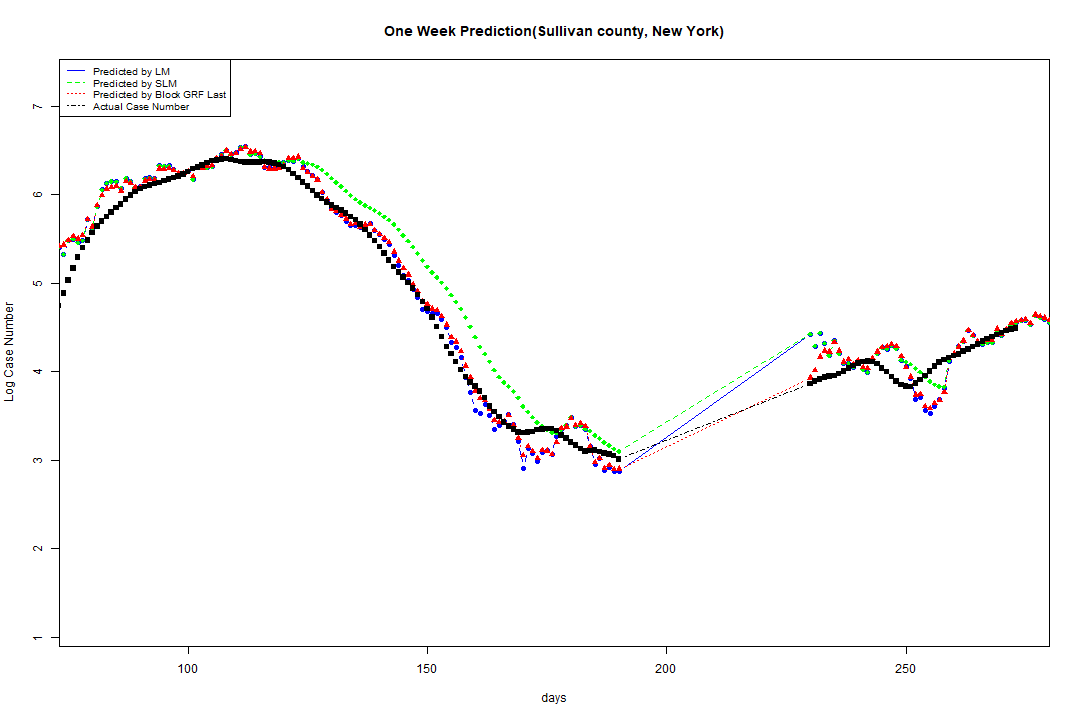 One Week Prediction(Sullivan county, New York)
Predicted by LM
Predicted by SLM
Predicted by Block GRF Last
Actual Case Number
Log Case Number
7
6
5
4
3
2
1
100 150 200 250
days